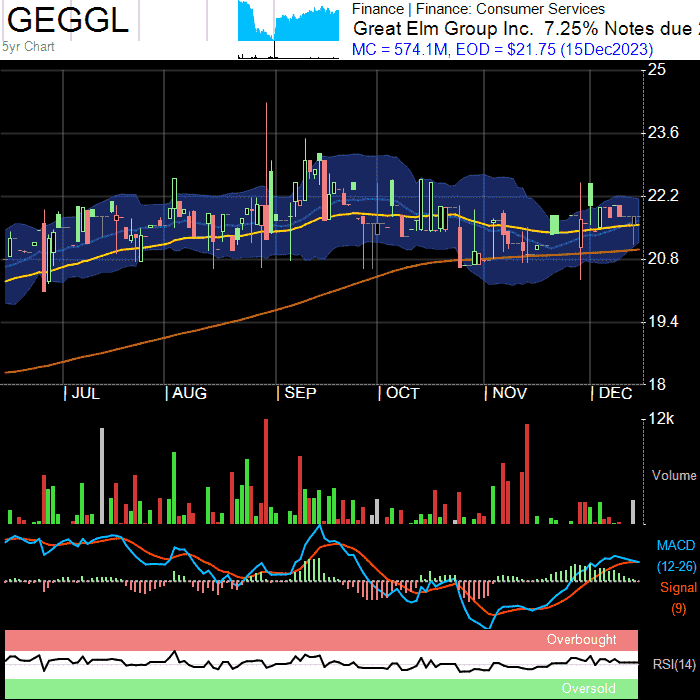 GEGGL
5yr Chart
Finance | Finance: Consumer Services
Great Elm Group Inc. 7.25% Notes due
MC = 574.1M, EOD = $21.75 (15Dec2023)
25
23.6
22.2
20.8
19.4
18
JUL AUG SEP OCT NOV DEC
12k
Volume
MACD
(12-26)
Signal
(9)
Overbought
RSI(14)
Oversold